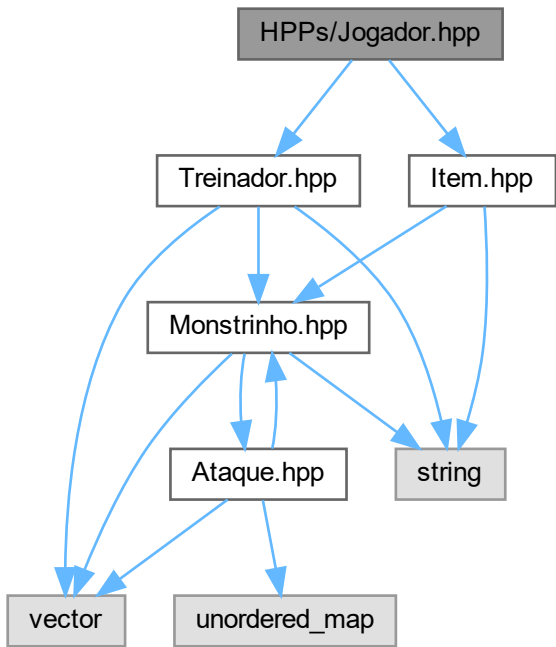 HPPs/Jogador.hpp
Treinador.hpp
Item.hpp
Monstrinho.hpp
Ataque.hpp
string
vector
unordered_map